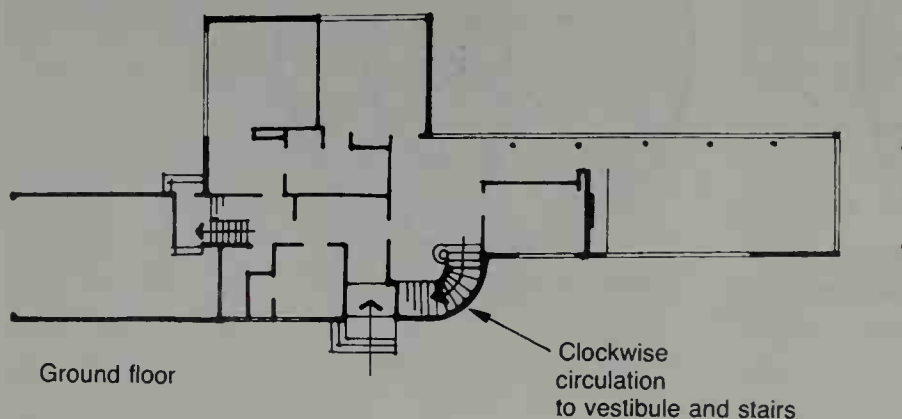 Ground floor
Clockwise
circulation
to vestibule and stairs